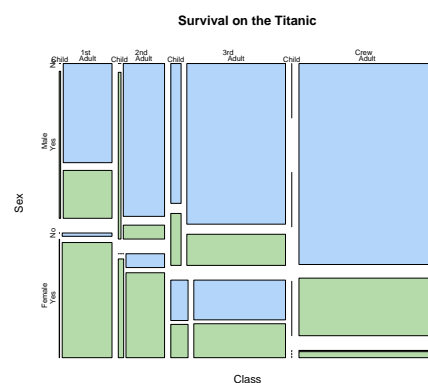 Survival on the Titanic
1st 2nd 3rd Crew
Child Adult Child Adult Child Adult Child Adult
Sex
Male
No
Yes
Female
No
Yes
Class